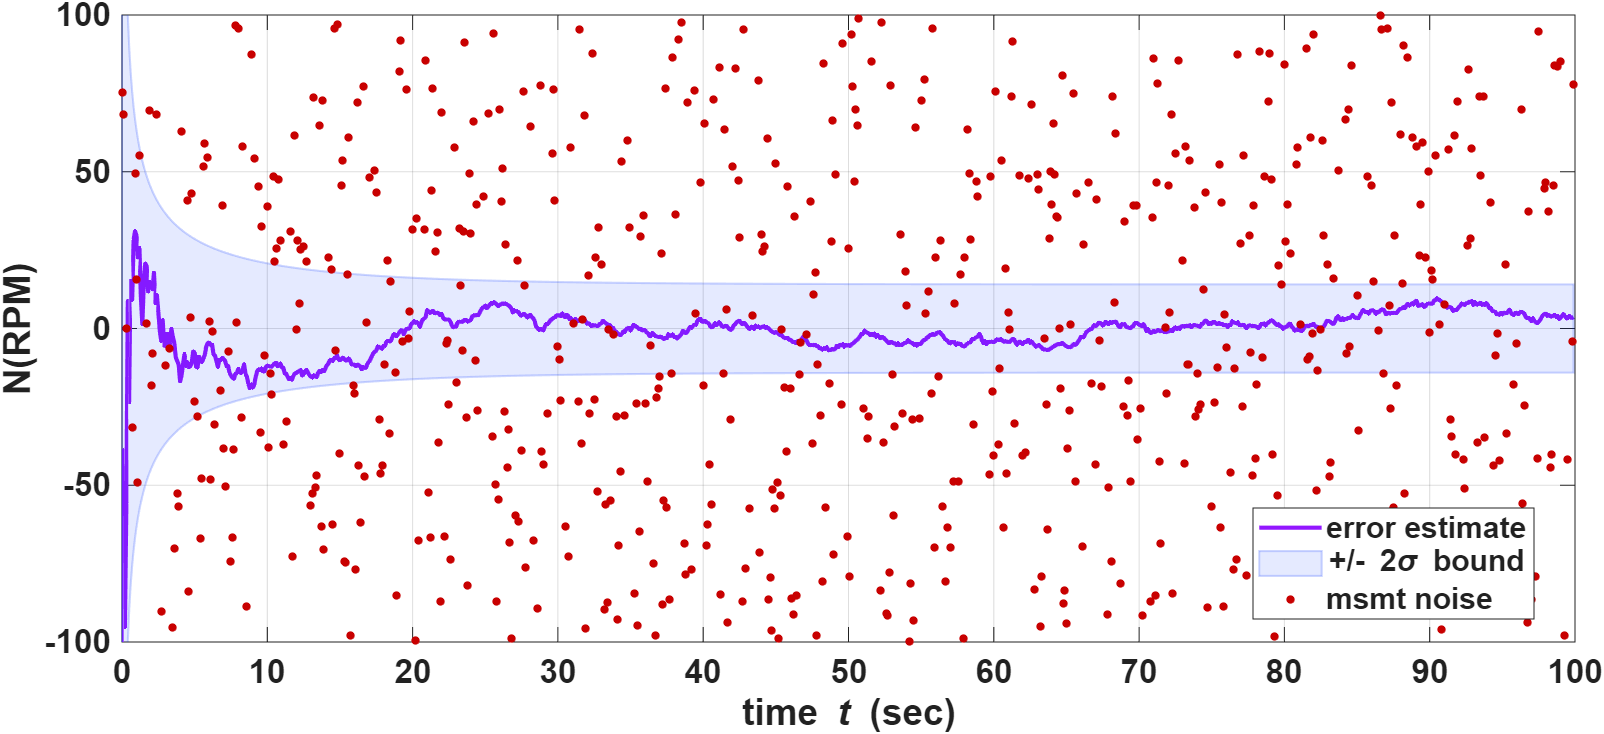 100
50
0
-50
-100
N(RPM)
error estimate
+/- 2σ bound
msmt noise
0 10 20 30 40 50 60 70 80 90 100
time t (sec)